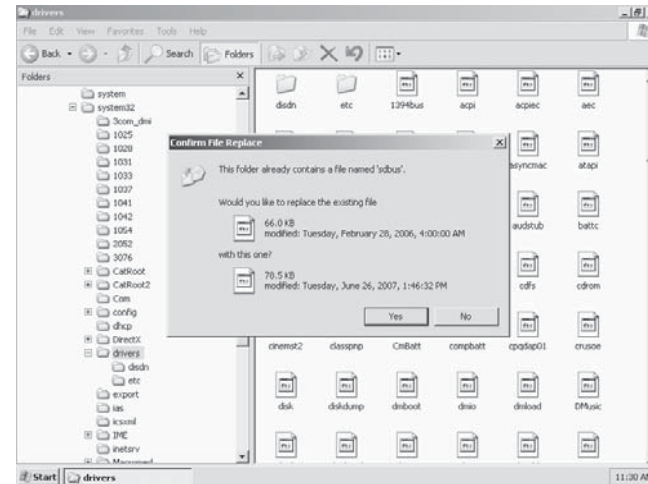 drivers
File Edit View Favorites Tools Help
Back Search Folders
Folders
system
system32
3com_dmi
1025
1028
1031
1033
1037
1041
1042
1054
2052
3076
CatRoot
CatRoot2
Com
config
dhcp
DirectX
drivers
disdn
etc
export
ias
icsxml
IME
inetsrv
disdn etc 1394bus acpi acpiec aec
asyncmac atapi
audstub battc
cdfs cdrom
cinemst2 classpnp CmBatt compbatt cpqdap01 crusoe
disk diskdump dmboot dmio dmload DMusic
Confirm File Replace
This folder already contains a file named 'sdbus'.
Would you like to replace the existing file
66.0 KB
modified: Tuesday, February 28, 2006, 4:00:00 AM
with this one?
78.5 KB
modified: Tuesday, June 26, 2007, 1:46:32 PM
Yes No
Start drivers 11:30 AM